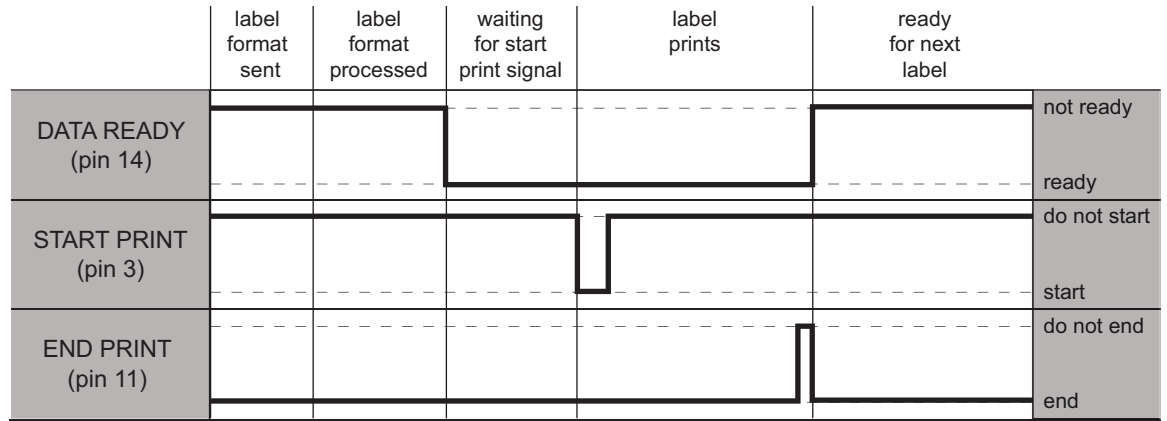 label
format
sent
label
format
processed
waiting
for start
print signal
label
prints
ready
for next
label
DATA READY
(pin 14)
not ready
ready
START PRINT
(pin 3)
do not start
start
END PRINT
(pin 11)
do not end
end